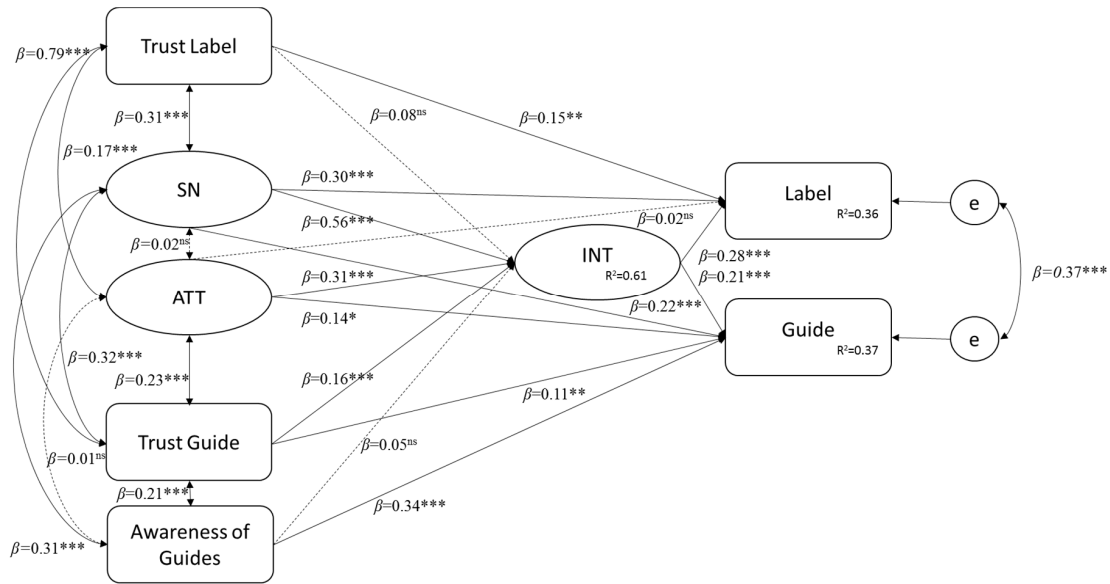 Trust Label
β=0.79***
β=0.31***
β=0.08ns
β=0.15**
β=0.17***
SN
β=0.30***
Label
R²=0.36
e
β=0.56***
β=0.02ns
β=0.02ns
INT
R²=0.61
β=0.28***
β=0.21***
β=0.37***
ATT
β=0.31***
β=0.14*
β=0.22***
Guide
R²=0.37
e
β=0.32***
β=0.23***
β=0.16***
β=0.11**
Trust Guide
β=0.05ns
β=0.01ns
β=0.21***
β=0.34***
Awareness of
Guides
β=0.31***